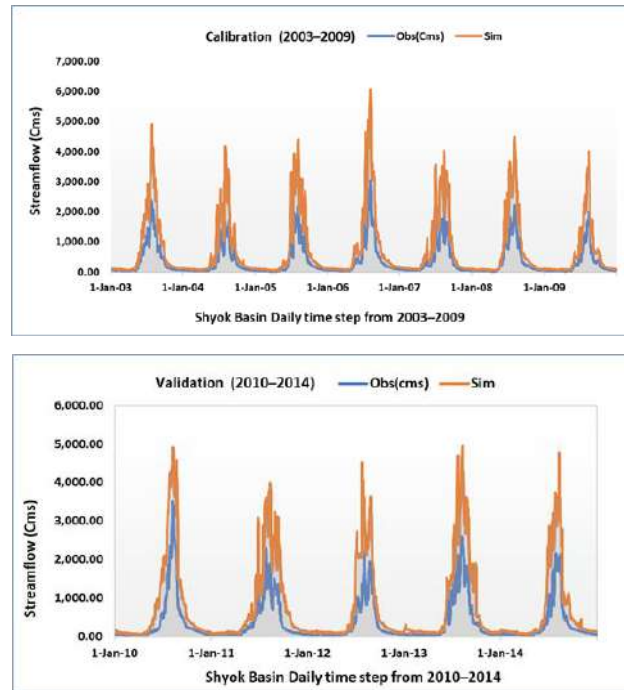 Calibration (2003–2009) Obs(Cms) Sim
7,000.00
6,000.00
5,000.00
4,000.00
3,000.00
2,000.00
1,000.00
0.00
Streamflow (Cms)
1-Jan-03 1-Jan-04 1-Jan-05 1-Jan-06 1-Jan-07 1-Jan-08 1-Jan-09
Shyok Basin Daily time step from 2003–2009
Validation (2010–2014) Obs(cms) Sim
6,000.00
5,000.00
4,000.00
3,000.00
2,000.00
1,000.00
0.00
Streamflow (Cms)
1-Jan-10 1-Jan-11 1-Jan-12 1-Jan-13 1-Jan-14
Shyok Basin Daily time step from 2010–2014